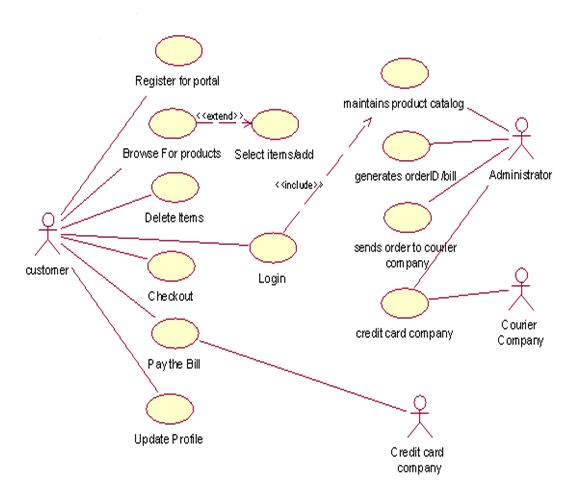 Register for portal
maintains product catalog
<<extend>>
Browse For products
Select items/add
generates orderID/bill
Administrator
<<include>>
Delete Items
sends order to courier
company
customer
Login
Checkout
credit card company
Courier
Company
Pay the Bill
Update Profile
Credit card
company